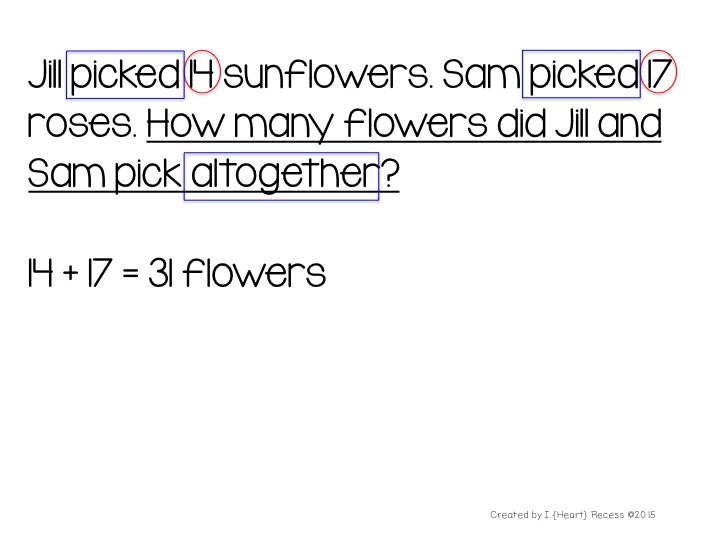 Jill picked 14 sunflowers. Sam picked 17
roses. How many flowers did Jill and
Sam pick altogether?
14 + 17 = 31 flowers
Created by I {Heart} Recess ©2015